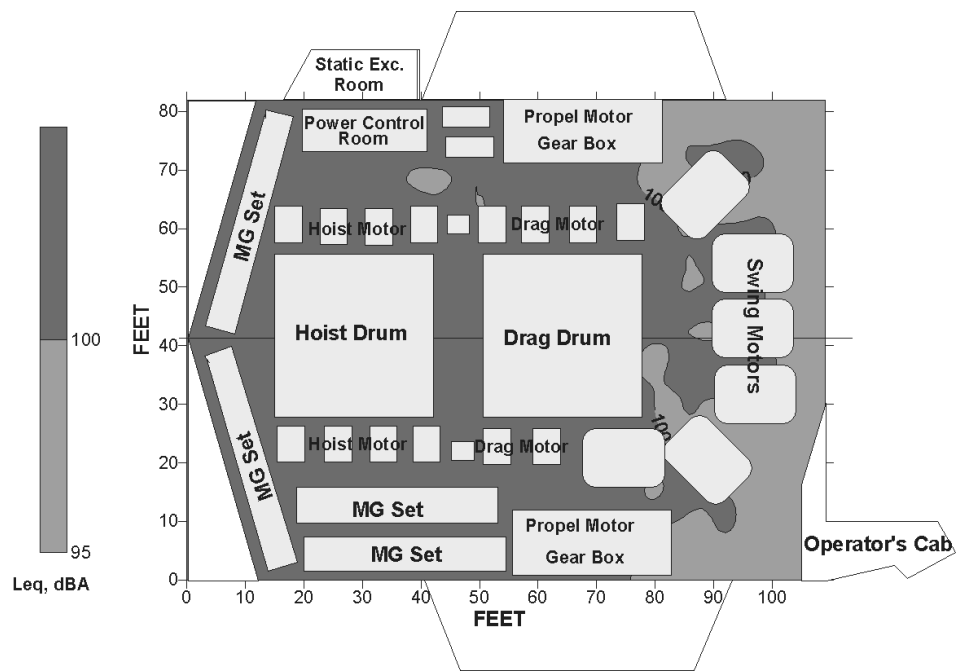 Static Exc.
Room
Power Control
Room
Propel Motor
Gear Box
80
70
60
50
40
30
20
10
0
FEET
100
95
Leq, dBA
MG Set
Hoist Motor
Drag Motor
100
0
Hoist Drum
Drag Drum
Swing Motors
MG Set
Hoist Motor
Drag Motor
100
MG Set
MG Set
Propel Motor
Gear Box
Operator's Cab
0 10 20 30 40 50 60 70 80 90 100
FEET